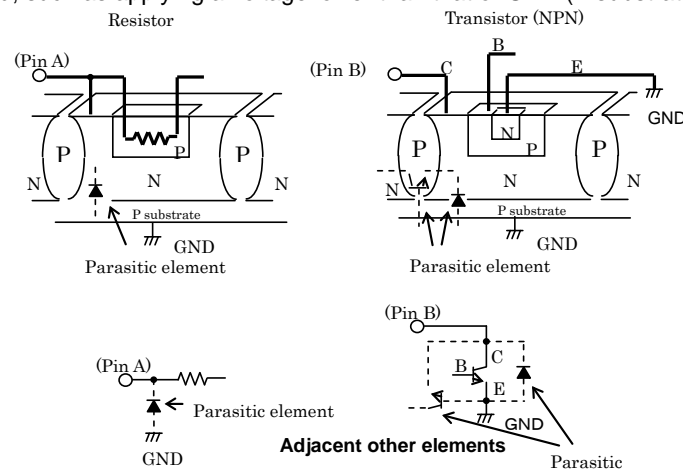 Resistor
Transistor (NPN)
(Pin A)
(Pin B) C B E
GND
P N P P
N N N
P substrate
GND
Parasitic element
P N P P
N N N
P substrate
GND
Parasitic element
(Pin A)
Parasitic element
GND
(Pin B)
C
B
E
GND
Adjacent other elements
Parasitic